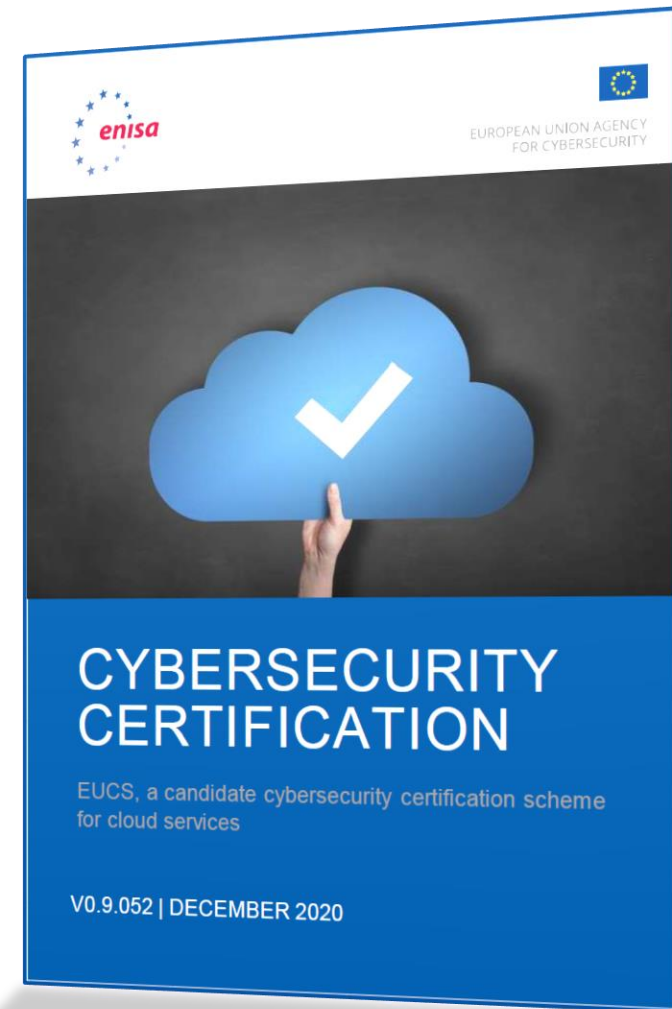 enisa
EUROPEAN UNION AGENCY
FOR CYBERSECURITY
CYBERSECURITY
CERTIFICATION
EUCS, a candidate cybersecurity certification scheme
for cloud services
V0.9.052 | DECEMBER 2020